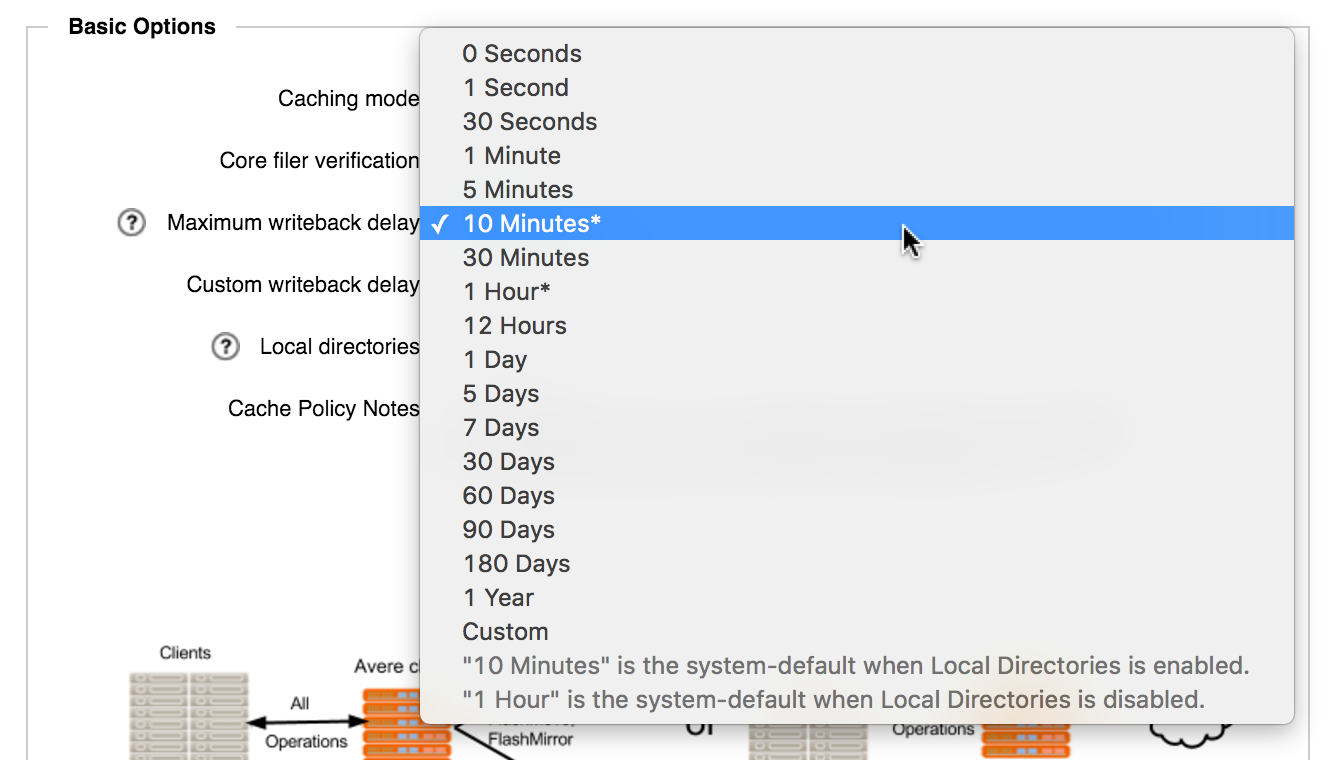 Basic Options
Caching mode
Core filer verification
? Maximum writeback delay
Custom writeback delay
? Local directories
Cache Policy Notes
0 Seconds
1 Second
30 Seconds
1 Minute
5 Minutes
✓ 10 Minutes*
30 Minutes
1 Hour*
12 Hours
1 Day
5 Days
7 Days
30 Days
60 Days
90 Days
180 Days
1 Year
Custom
"10 Minutes" is the system-default when Local Directories is enabled.
"1 Hour" is the system-default when Local Directories is disabled.
Clients
Avere
All
Operations
FlashMirror
or
Operations